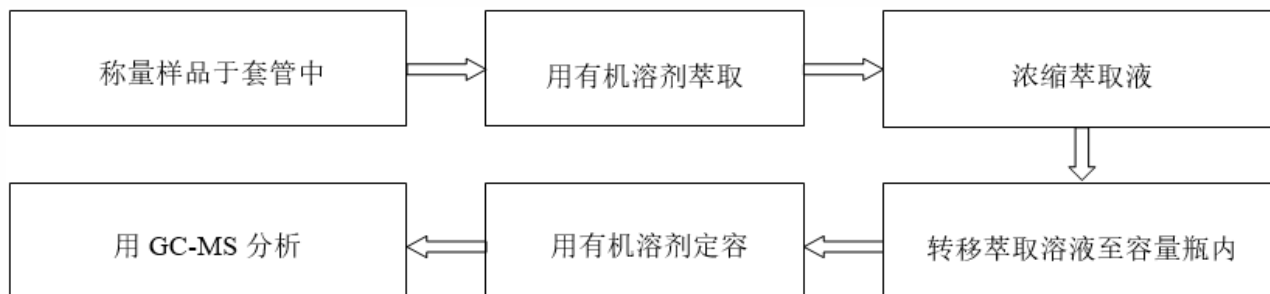 称量样品于套管中
用有机溶剂萃取
浓缩萃取液
转移萃取溶液至容量瓶内
用有机溶剂定容
用 GC-MS 分析